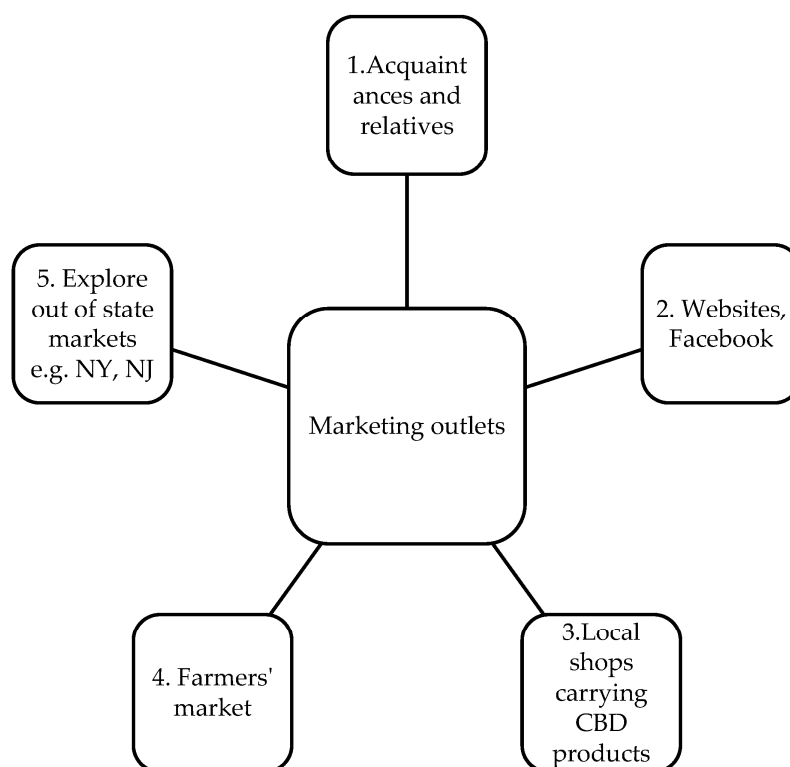 1.Acquaint
ances and
relatives
2. Websites,
Facebook
3.Local
shops
carrying
CBD
products
4. Farmers'
market
5. Explore
out of state
markets
e.g. NY, NJ
Marketing outlets